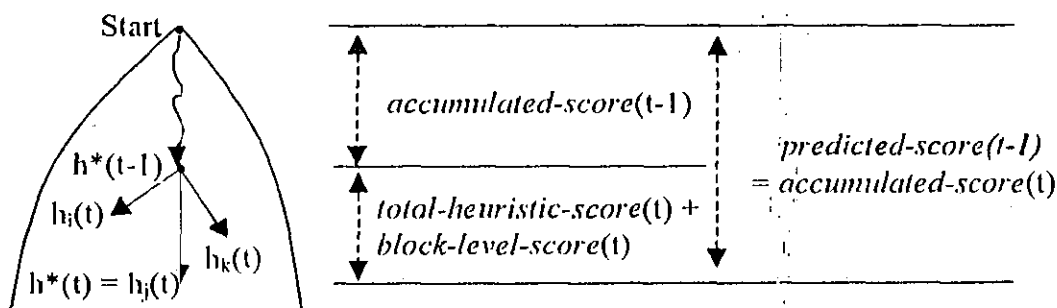 Start
accumulated-score(t-1)
h*(t-1)
predicted-score(t-1)
= accumulated-score(t)
hᵢ(t)
total-heuristic-score(t) +
block-level-score(t)
hₖ(t)
h*(t) = hⱼ(t)